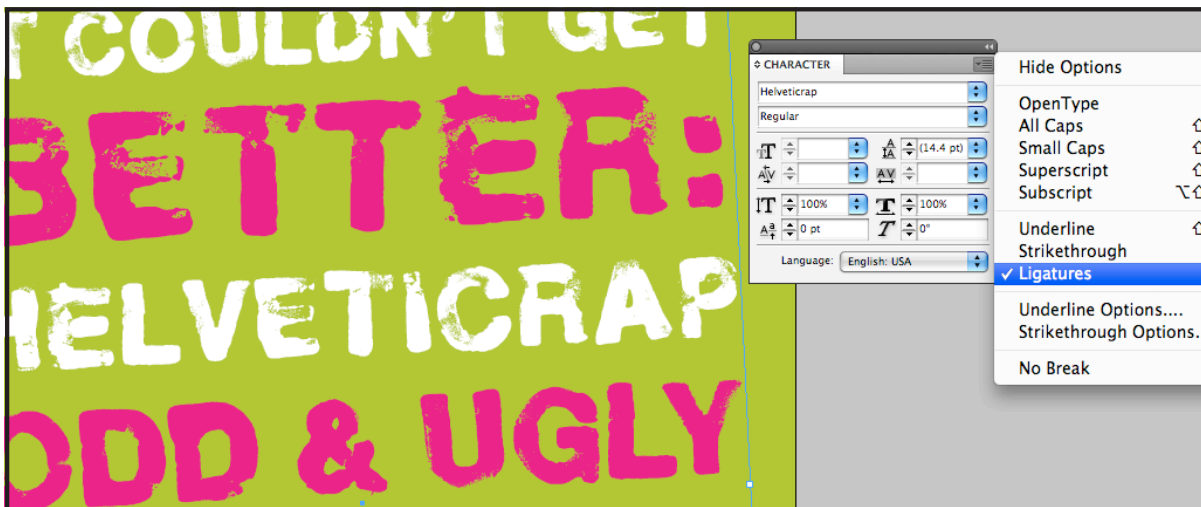 T COULDN'T GET
BETTER:
HELVETICRAP
ODD & UGLY
CHARACTER
Helveticrap
Regular
(14.4 pt)
100%
100%
0 pt
0°
Language: English: USA
Hide Options
OpenType
All Caps
Small Caps
Superscript
Subscript
Underline
Strikethrough
Ligatures
Underline Options....
Strikethrough Options.
No Break